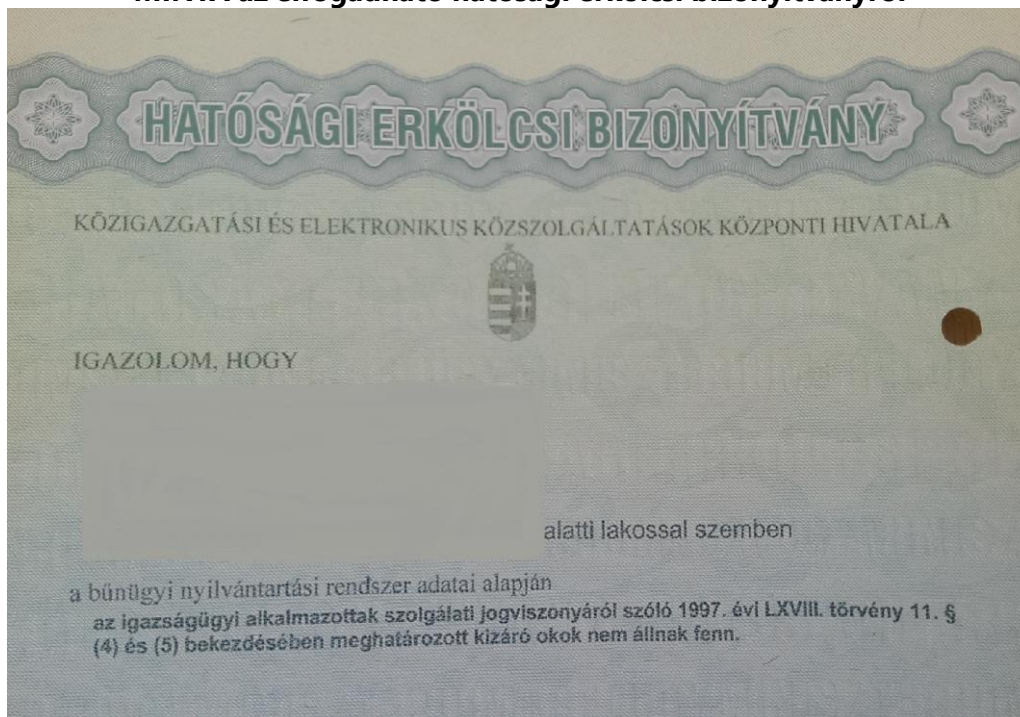 HATÓSÁGI ERKÖLCSI BIZONYÍTVÁNY
KÖZIGAZGATÁSI ÉS ELEKTRONIKUS KÖZSZOLGÁLTATÁSOK KÖZPONTI HIVATALA
IGAZOLOM, HOGY
alatti lakossal szemben
a bűnügyi nyilvántartási rendszer adatai alapján
az igazságügyi alkalmazottak szolgálati jogviszonyáról szóló 1997. évi LXVIII. törvény 11. §
(4) és (5) bekezdésében meghatározott kizáró okok nem állnak fenn.